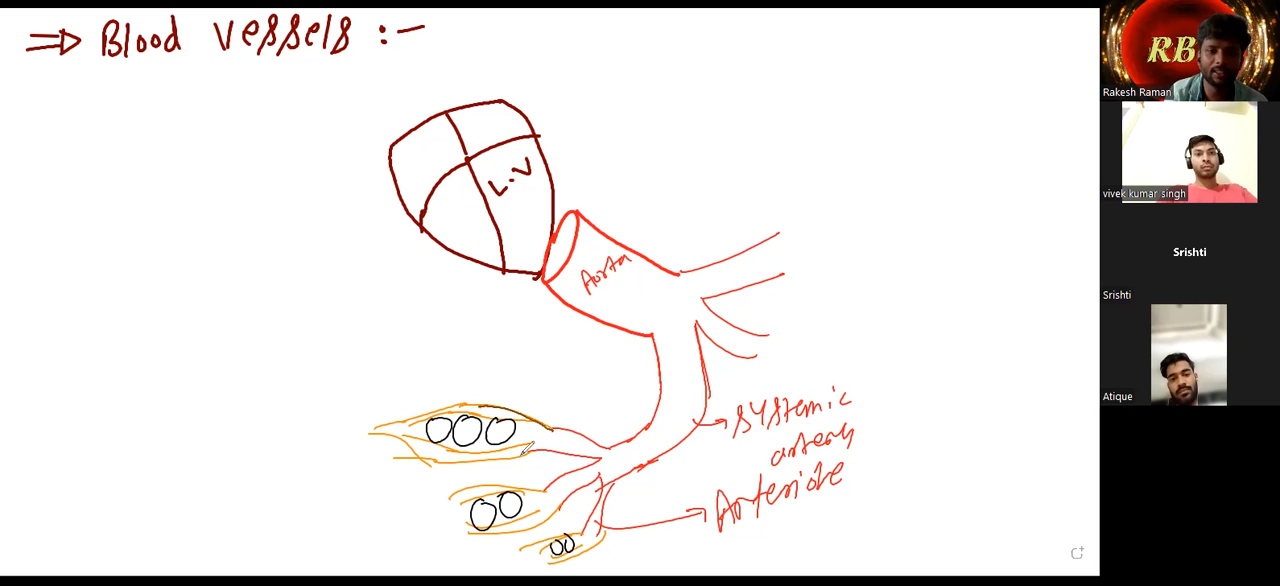 ⇒ Blood vessels :-
L.V
Aorta
systemic
artery
Arteriole
RB
Rakesh Raman
vivek kumar singh
Srishti
Srishti
Atique